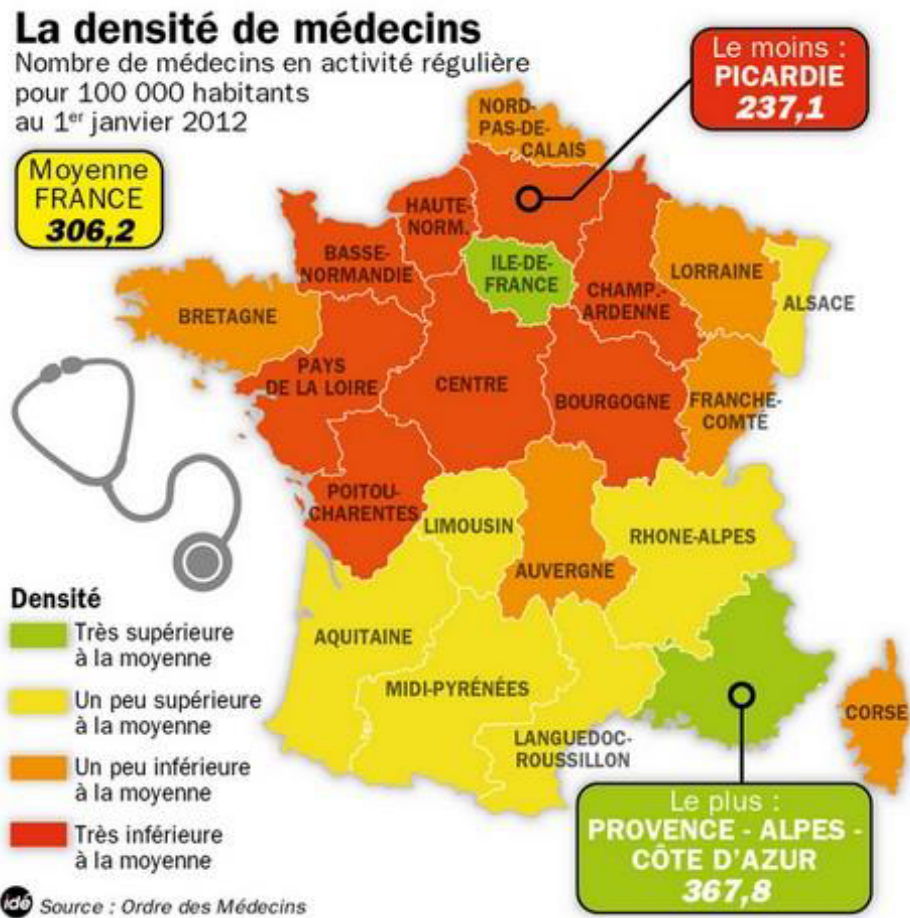 La densité de médecins
Nombre de médecins en activité régulière
pour 100 000 habitants
au 1er janvier 2012
Moyenne
FRANCE
306,2
Le moins :
PICARDIE
237,1
NORD-
PAS-DE-
CALAIS
HAUTE-
NORM.
BASSE-
NORMANDIE
ILE-DE-
FRANCE
CHAMP.-
ARDENNE
LORRAINE
ALSACE
BRETAGNE
PAYS
DE LA LOIRE
CENTRE
BOURGOGNE
FRANCHE-
COMTÉ
POITOU-
CHARENTES
LIMOUSIN
AUVERGNE
RHONE-ALPES
AQUITAINE
MIDI-PYRÉNÉES
LANGUEDOC-
ROUSSILLON
CORSE
Le plus :
PROVENCE - ALPES -
CÔTE D'AZUR
367,8
Densité
Très supérieure
à la moyenne
Un peu supérieure
à la moyenne
Un peu inférieure
à la moyenne
Très inférieure
à la moyenne
idé Source : Ordre des Médecins